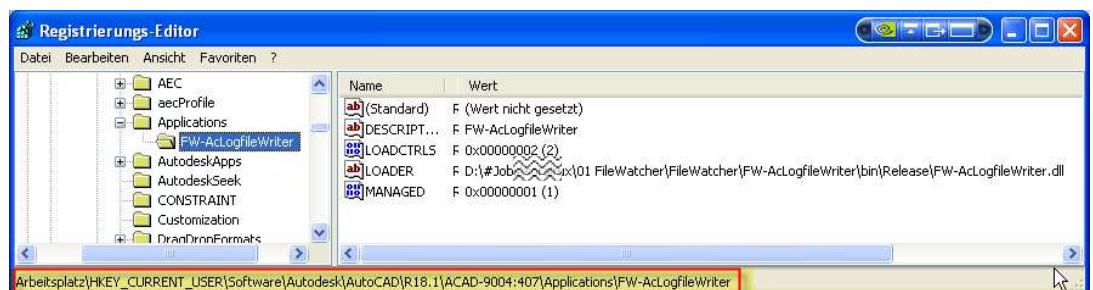 Registrierungs-Editor
Datei Bearbeiten Ansicht Favoriten ?
AEC
aecProfile
Applications
FW-AcLogfileWriter
AutodeskApps
AutodeskSeek
CONSTRAINT
Customization
DragDropFormats
Name Wert
(Standard) F (Wert nicht gesetzt)
DESCRIPT... F FW-AcLogfileWriter
LOADCTRLS F 0x00000002 (2)
LOADER F D:\#Job ux\01 FileWatcher\FileWatcher\FW-AcLogfileWriter\bin\Release\FW-AcLogfileWriter.dll
MANAGED F 0x00000001 (1)
Arbeitsplatz\HKEY_CURRENT_USER\Software\Autodesk\AutoCAD\R18.1\ACAD-9004:407\Applications\FW-AcLogfileWriter